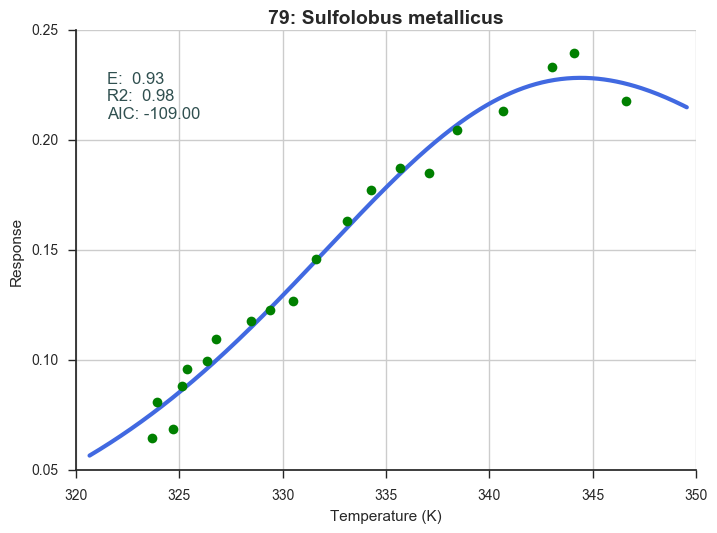 79: Sulfolobus metallicus
0.25
E:  0.93
R2:  0.98
AIC: -109.00
0.20
0.15
Response
0.10
0.05
320 325 330 335 340 345 350
Temperature (K)